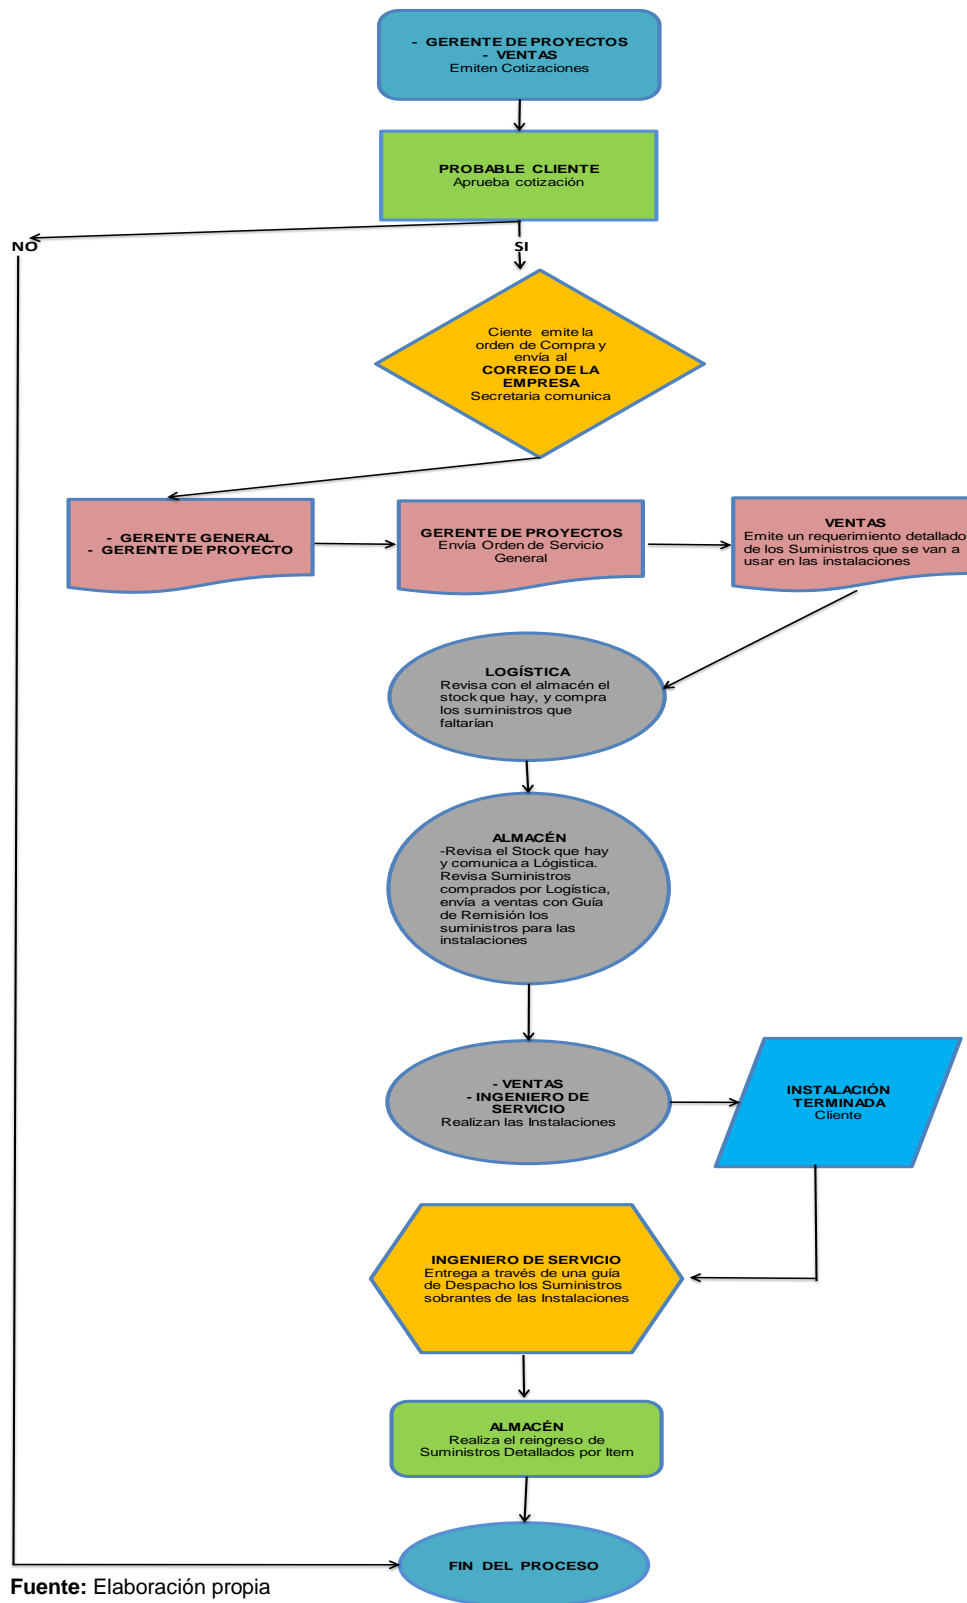 - GERENTE DE PROYECTOS
- VENTAS
Emiten Cotizaciones
PROBABLE CLIENTE
Aprueba cotización
NO
SI
Ciente emite la
orden de Compra y
envía al
CORREO DE LA
EMPRESA
Secretaria comunica
- GERENTE GENERAL
- GERENTE DE PROYECTO
GERENTE DE PROYECTOS
Envía Orden de Servicio
General
VENTAS
Emite un requerimiento detallado
de los Suministros que se van a
usar en las instalaciones
LOGÍSTICA
Revisa con el almacén el
stock que hay, y compra
los suministros que
faltarían
ALMACÉN
-Revisa el Stock que hay
y comunica a Lógistica.
Revisa Suministros
comprados por Logística,
envía a ventas con Guía
de Remisión los
suministros para las
instalaciones
- VENTAS
- INGENIERO DE
SERVICIO
Realizan las Instalaciones
INSTALACIÓN
TERMINADA
Cliente
INGENIERO DE SERVICIO
Entrega a través de una guía
de Despacho los Suministros
sobrantes de las Instalaciones
ALMACÉN
Realiza el reingreso de
Suministros Detallados por Item
FIN DEL PROCESO
Fuente: Elaboración propia